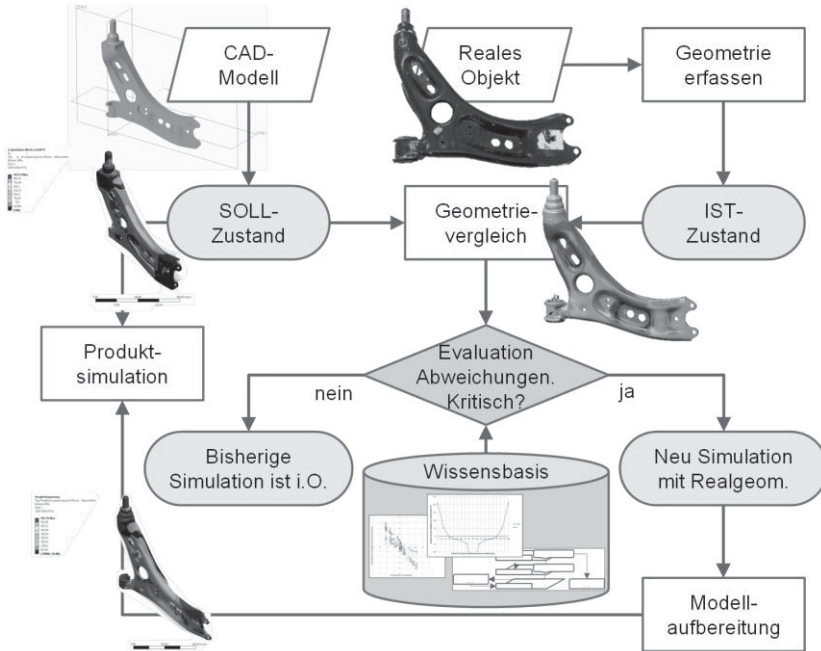 CAD-
Modell
Reales
Objekt
Geometrie
erfassen
SOLL-
Zustand
Geometrie-
vergleich
IST-
Zustand
Produkt-
simulation
Evaluation
Abweichungen.
Kritisch?
nein
ja
Bisherige
Simulation ist i.O.
Wissensbasis
Neu Simulation
mit Realgeom.
Modell-
aufbereitung